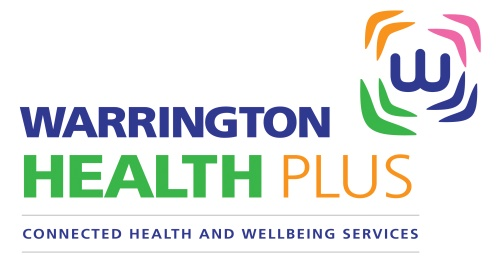 W
WARRINGTON
HEALTH PLUS
CONNECTED HEALTH AND WELLBEING SERVICES